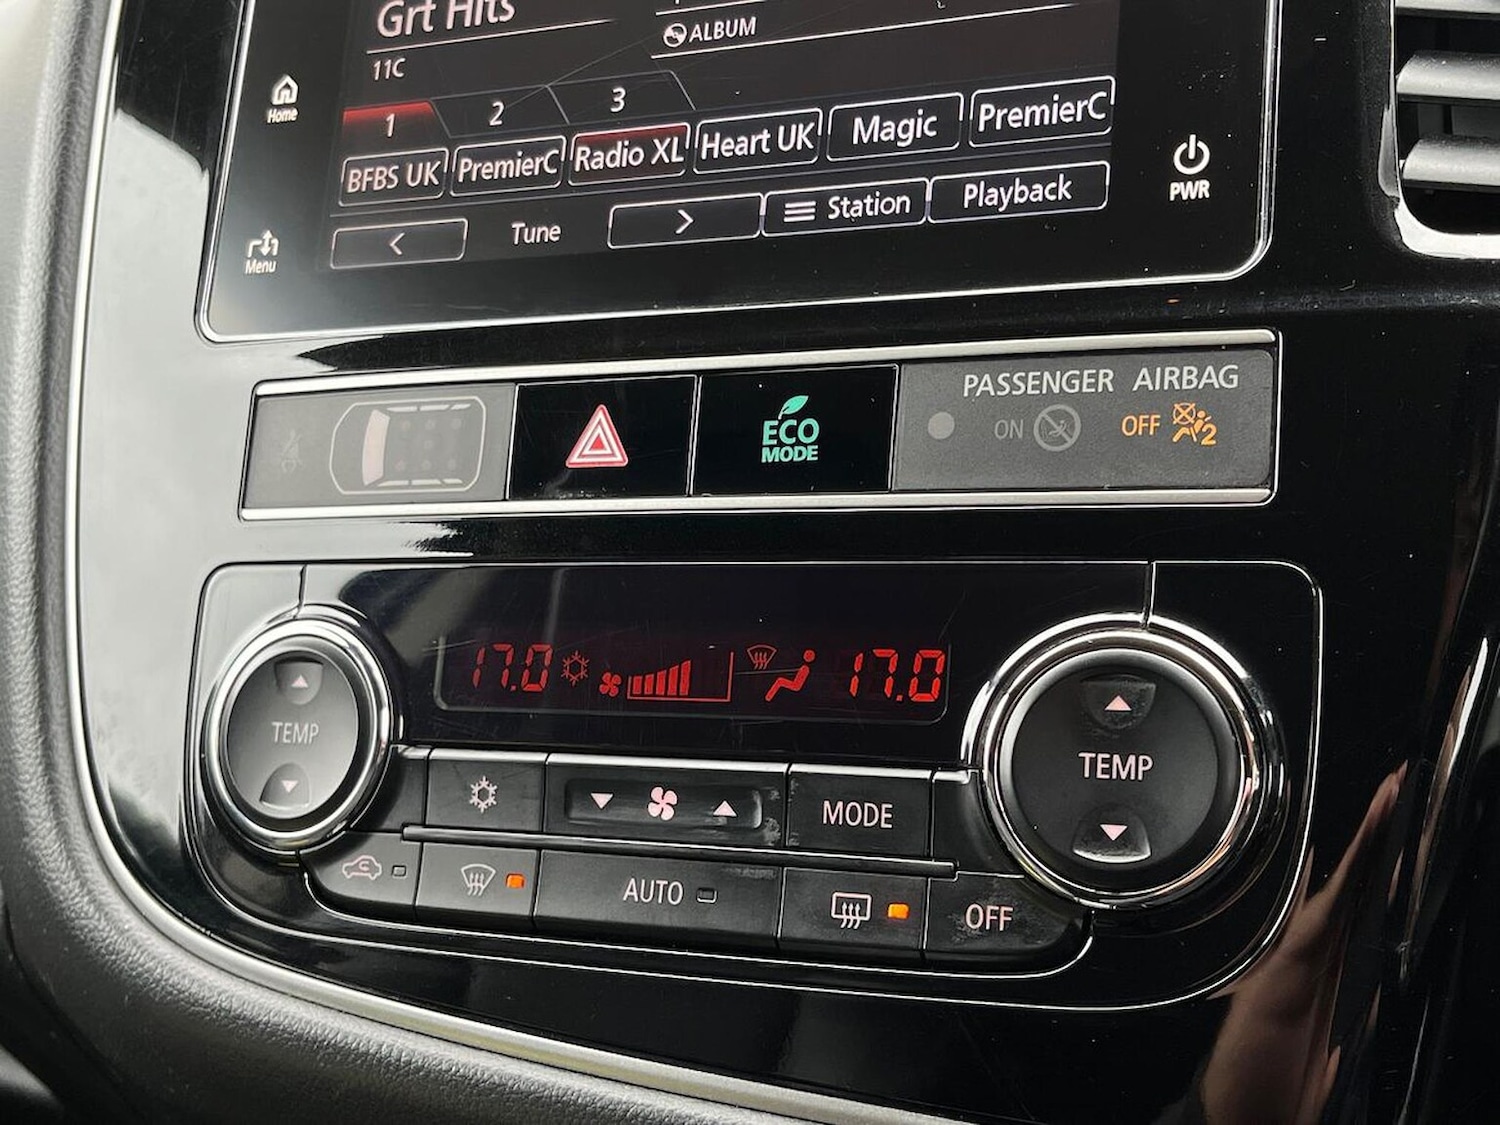 Grt Hits
ALBUM
11C
1 2 3
BFBS UK PremierC Radio XL Heart UK Magic PremierC
< Tune > Station Playback
Home
Menu
PWR
ECO
MODE
PASSENGER AIRBAG
ON OFF 2
17.0 17.0
TEMP
MODE
TEMP
AUTO
OFF